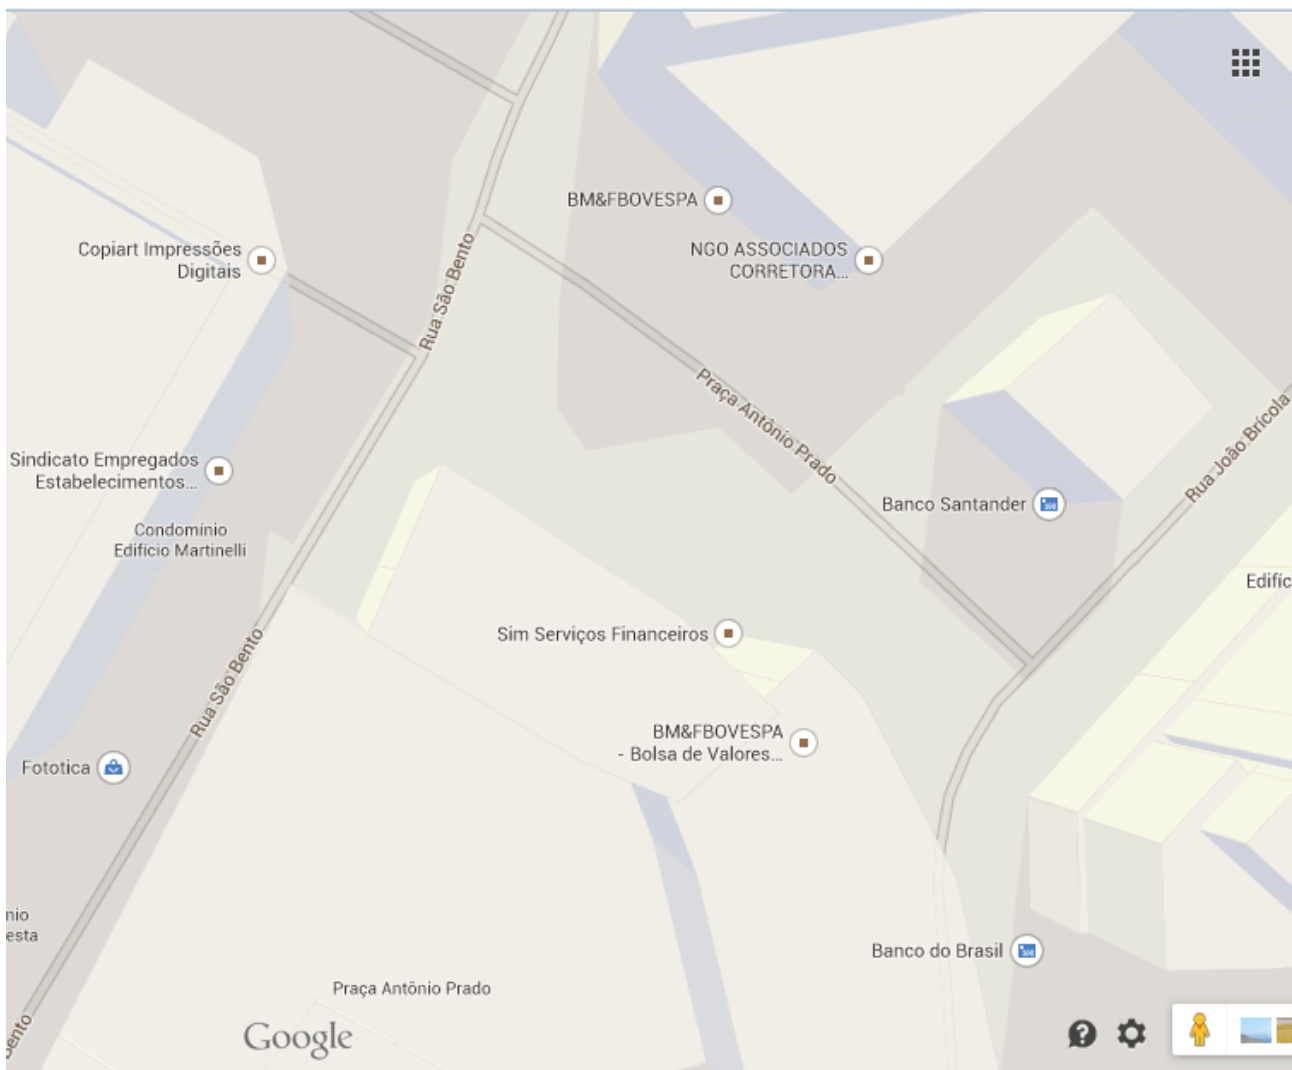 BM&FBOVESPA
Copiart Impressões
Digitais
NGO ASSOCIADOS
CORRETORA...
Rua São Bento
Praça Antônio Prado
Rua João Brícola
Sindicato Empregados
Estabelecimentos...
Banco Santander
Condomínio
Edifício Martinelli
Edifíc
Sim Serviços Financeiros
Rua São Bento
BM&FBOVESPA
- Bolsa de Valores...
Fototica
nio
esta
Banco do Brasil
Praça Antônio Prado
Bento
Google